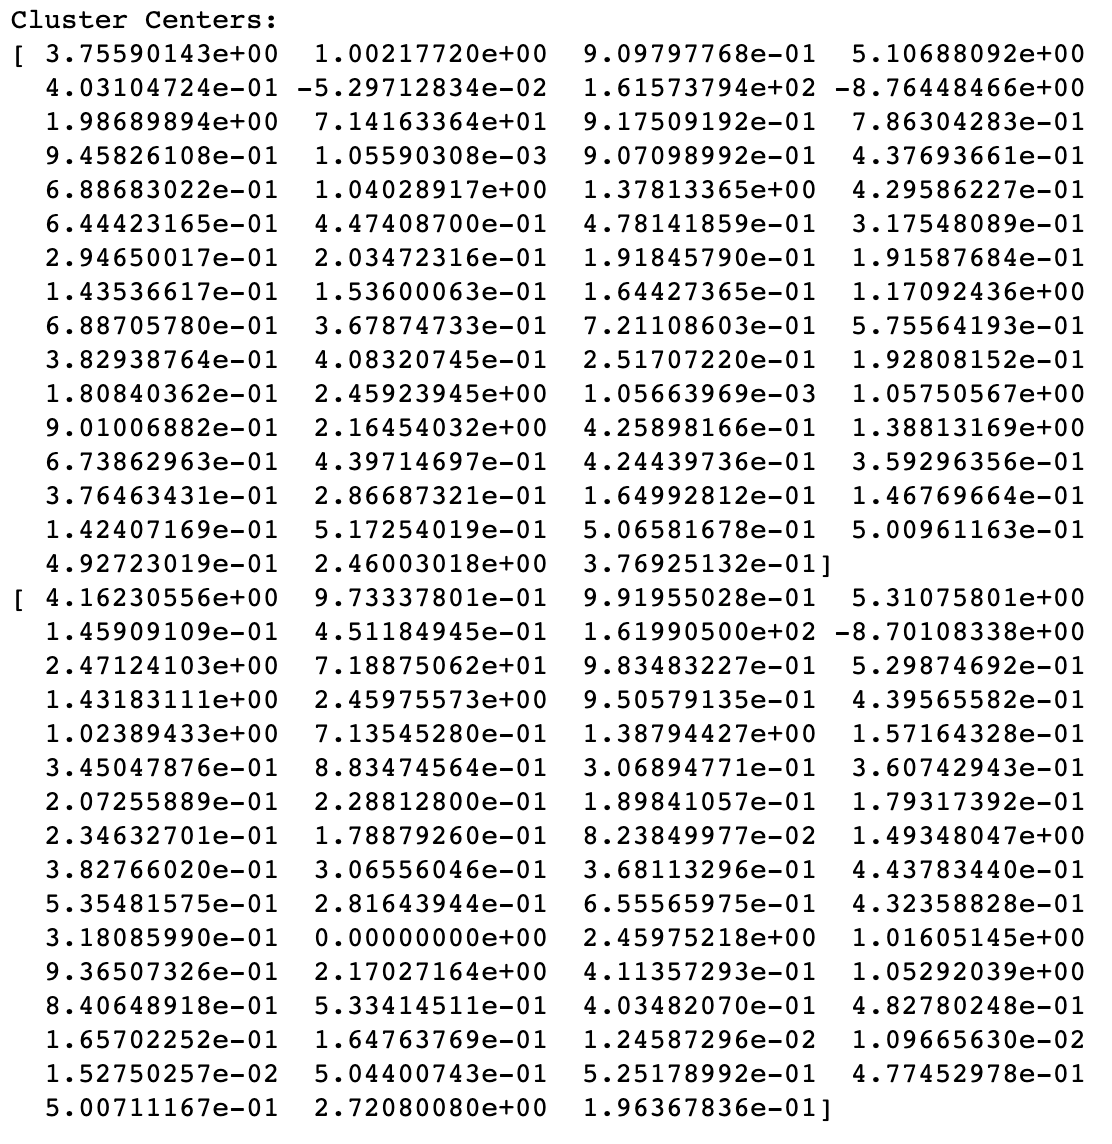 Cluster Centers:
[ 3.75590143e+00 1.00217720e+00 9.09797768e-01 5.10688092e+00
4.03104724e-01 -5.29712834e-02 1.61573794e+02 -8.76448466e+00
1.98689894e+00 7.14163364e+01 9.17509192e-01 7.86304283e-01
9.45826108e-01 1.05590308e-03 9.07098992e-01 4.37693661e-01
6.88683022e-01 1.04028917e+00 1.37813365e+00 4.29586227e-01
6.44423165e-01 4.47408700e-01 4.78141859e-01 3.17548089e-01
2.94650017e-01 2.03472316e-01 1.91845790e-01 1.91587684e-01
1.43536617e-01 1.53600063e-01 1.64427365e-01 1.17092436e+00
6.88705780e-01 3.67874733e-01 7.21108603e-01 5.75564193e-01
3.82938764e-01 4.08320745e-01 2.51707220e-01 1.92808152e-01
1.80840362e-01 2.45923945e+00 1.05663969e-03 1.05750567e+00
9.01006882e-01 2.16454032e+00 4.25898166e-01 1.38813169e+00
6.73862963e-01 4.39714697e-01 4.24439736e-01 3.59296356e-01
3.76463431e-01 2.86687321e-01 1.64992812e-01 1.46769664e-01
1.42407169e-01 5.17254019e-01 5.06581678e-01 5.00961163e-01
4.92723019e-01 2.46003018e+00 3.76925132e-01]
[ 4.16230556e+00 9.73337801e-01 9.91955028e-01 5.31075801e+00
1.45909109e-01 4.51184945e-01 1.61990500e+02 -8.70108338e+00
2.47124103e+00 7.18875062e+01 9.83483227e-01 5.29874692e-01
1.43183111e+00 2.45975573e+00 9.50579135e-01 4.39565582e-01
1.02389433e+00 7.13545280e-01 1.38794427e+00 1.57164328e-01
3.45047876e-01 8.83474564e-01 3.06894771e-01 3.60742943e-01
2.07255889e-01 2.28812800e-01 1.89841057e-01 1.79317392e-01
2.34632701e-01 1.78879260e-01 8.23849977e-02 1.49348047e+00
3.82766020e-01 3.06556046e-01 3.68113296e-01 4.43783440e-01
5.35481575e-01 2.81643944e-01 6.55565975e-01 4.32358828e-01
3.18085990e-01 0.00000000e+00 2.45975218e+00 1.01605145e+00
9.36507326e-01 2.17027164e+00 4.11357293e-01 1.05292039e+00
8.40648918e-01 5.33414511e-01 4.03482070e-01 4.82780248e-01
1.65702252e-01 1.64763769e-01 1.24587296e-02 1.09665630e-02
1.52750257e-02 5.04400743e-01 5.25178992e-01 4.77452978e-01
5.00711167e-01 2.72080080e+00 1.96367836e-01]